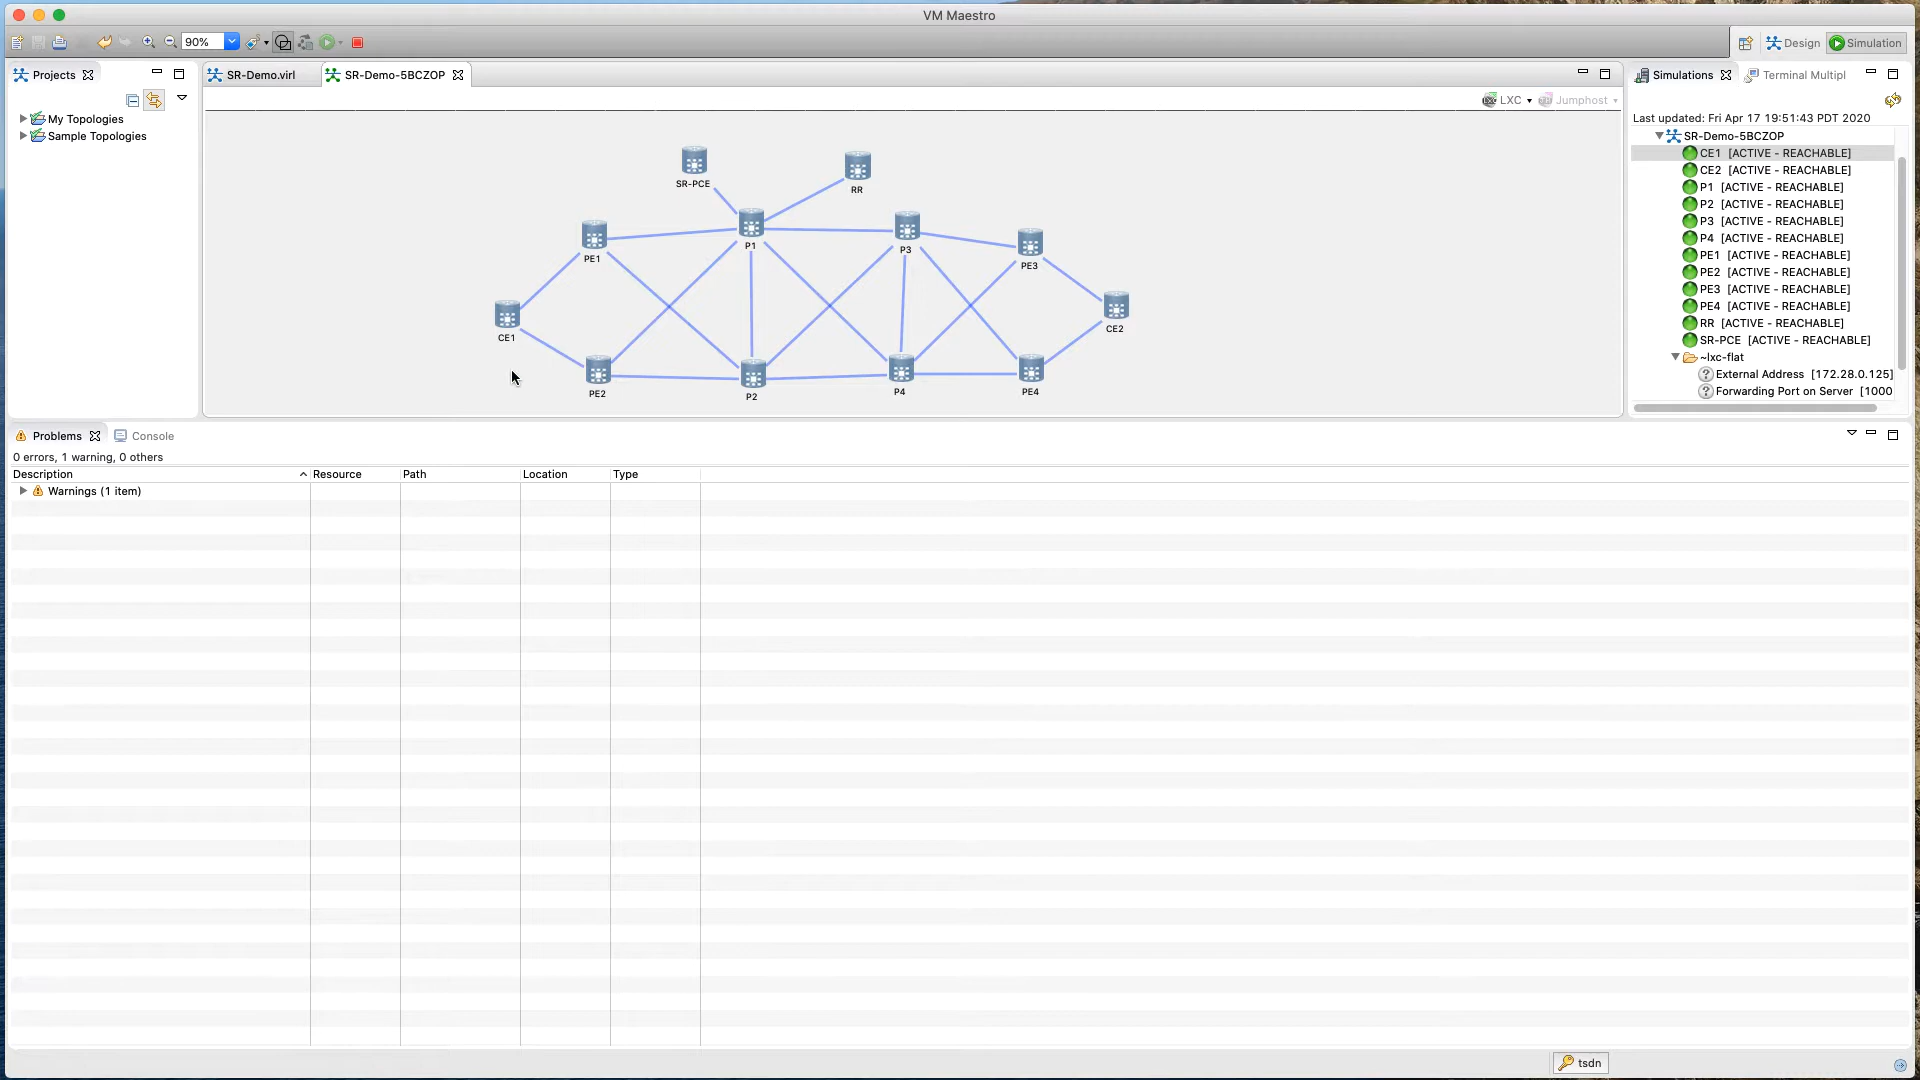 VM Maestro
90%
Design
Simulation
Projects
My Topologies
Sample Topologies
SR-Demo.virl
SR-Demo-5BCZOP
LXC
Jumphost
SR-PCE
RR
PE1
P1
P3
PE3
CE1
CE2
PE2
P2
P4
PE4
Simulations
Terminal Multipl
Last updated: Fri Apr 17 19:51:43 PDT 2020
SR-Demo-5BCZOP
CE1 [ACTIVE - REACHABLE]
CE2 [ACTIVE - REACHABLE]
P1 [ACTIVE - REACHABLE]
P2 [ACTIVE - REACHABLE]
P3 [ACTIVE - REACHABLE]
P4 [ACTIVE - REACHABLE]
PE1 [ACTIVE - REACHABLE]
PE2 [ACTIVE - REACHABLE]
PE3 [ACTIVE - REACHABLE]
PE4 [ACTIVE - REACHABLE]
RR [ACTIVE - REACHABLE]
SR-PCE [ACTIVE - REACHABLE]
~lxc-flat
External Address [172.28.0.125]
Forwarding Port on Server [1000
Problems
Console
0 errors, 1 warning, 0 others
Description Resource Path Location Type
Warnings (1 item)
tsdn